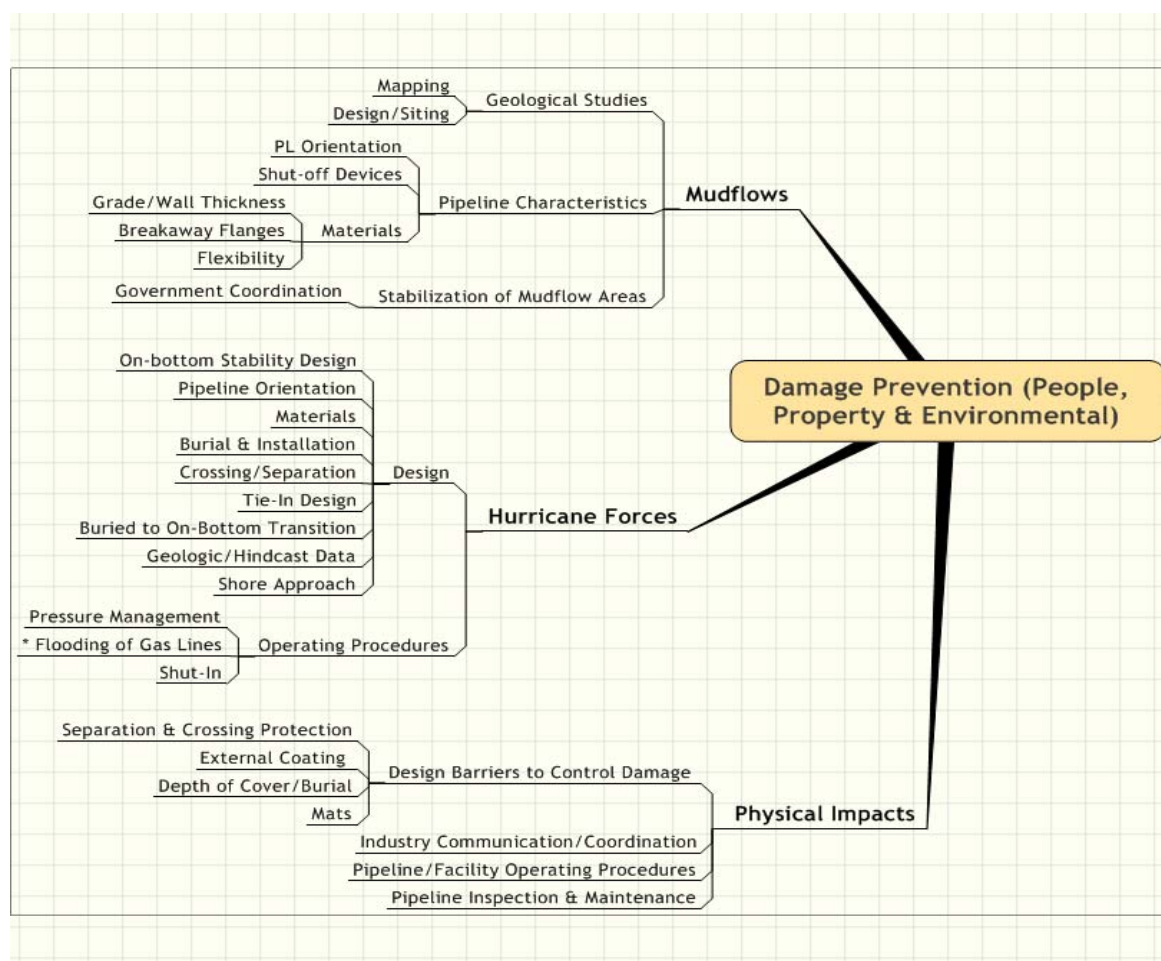 Mapping
Geological Studies
Design/Siting
PL Orientation
Shut-off Devices
Mudflows
Grade/Wall Thickness
Pipeline Characteristics
Breakaway Flanges
Materials
Flexibility
Government Coordination
Stabilization of Mudflow Areas
On-bottom Stability Design
Damage Prevention (People,
Property & Environmental)
Pipeline Orientation
Materials
Burial & Installation
Crossing/Separation
Design
Tie-In Design
Hurricane Forces
Buried to On-Bottom Transition
Geologic/Hindcast Data
Shore Approach
Pressure Management
* Flooding of Gas Lines
Operating Procedures
Shut-In
Separation & Crossing Protection
External Coating
Design Barriers to Control Damage
Depth of Cover/Burial
Mats
Physical Impacts
Industry Communication/Coordination
Pipeline/Facility Operating Procedures
Pipeline Inspection & Maintenance